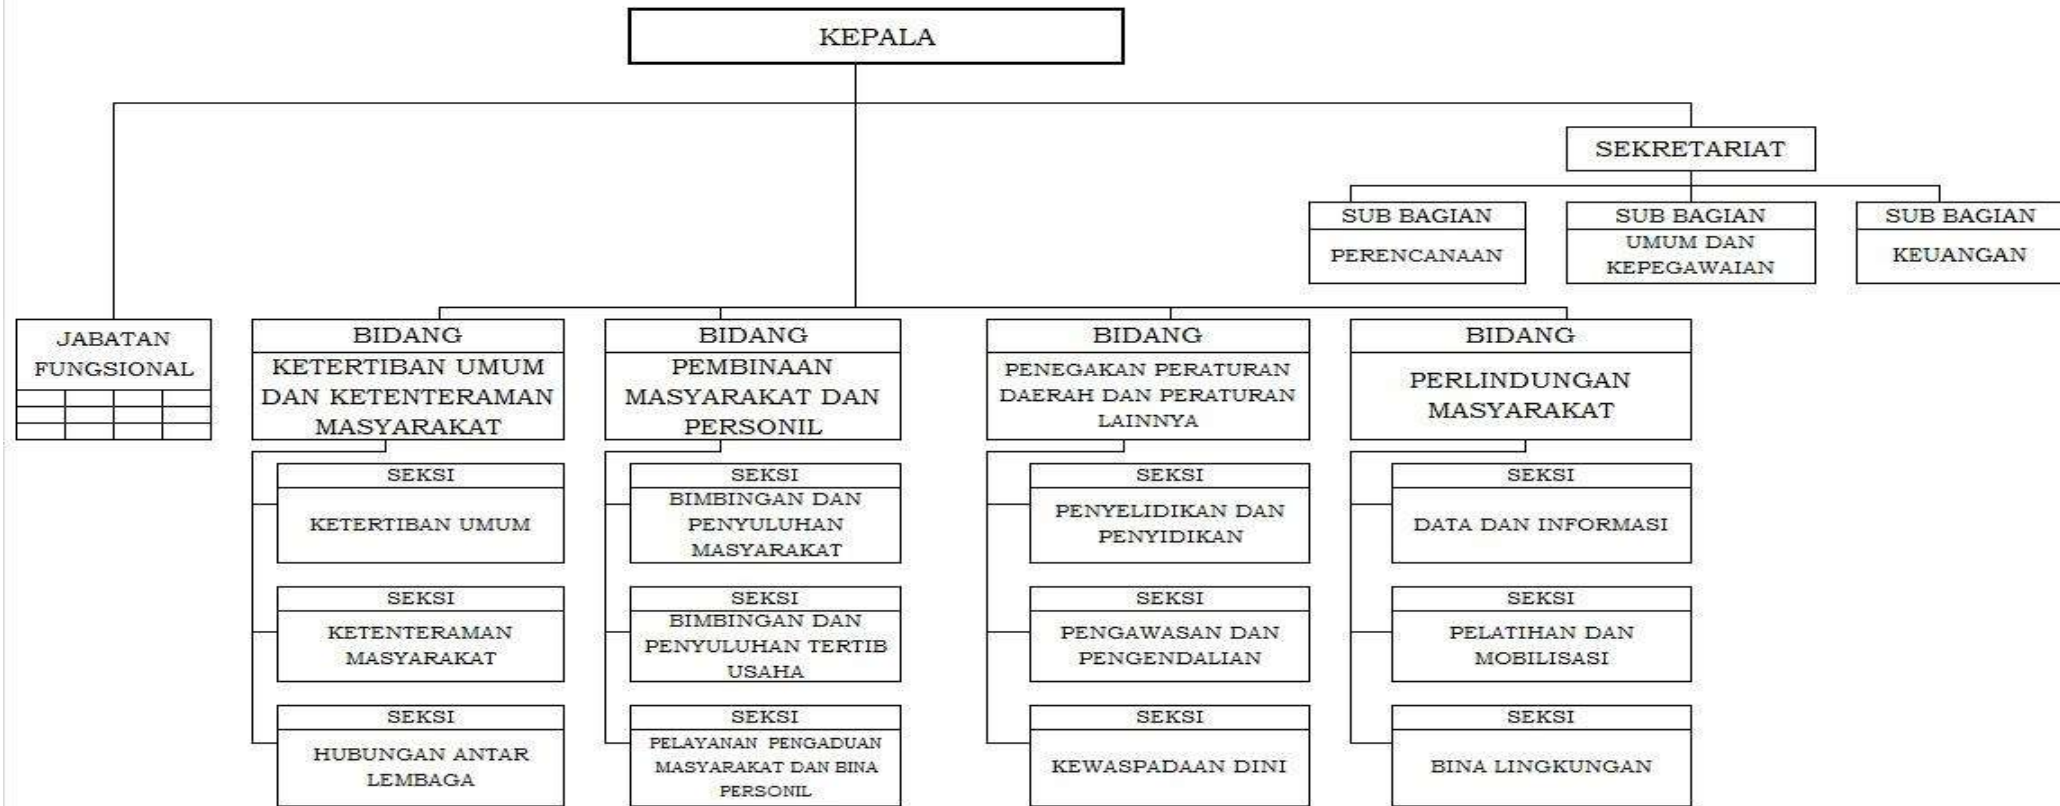 KEPALA
SEKRETARIAT
SUB BAGIAN
PERENCANAAN
SUB BAGIAN
UMUM DAN
KEPEGAWAIAN
SUB BAGIAN
KEUANGAN
JABATAN
FUNGSIONAL
BIDANG
KETERTIBAN UMUM
DAN KETENTERAMAN
MASYARAKAT
SEKSI
KETERTIBAN UMUM
SEKSI
KETENTERAMAN
MASYARAKAT
SEKSI
HUBUNGAN ANTAR
LEMBAGA
BIDANG
PEMBINAAN
MASYARAKAT DAN
PERSONIL
SEKSI
BIMBINGAN DAN
PENYULUHAN
MASYARAKAT
SEKSI
BIMBINGAN DAN
PENYULUHAN TERTIB
USAHA
SEKSI
PELAYANAN PENGADUAN
MASYARAKAT DAN BINA
PERSONIL
BIDANG
PENEGAKAN PERATURAN
DAERAH DAN PERATURAN
LAINNYA
SEKSI
PENYELIDIKAN DAN
PENYIDIKAN
SEKSI
PENGAWASAN DAN
PENGENDALIAN
SEKSI
KEWASPADAAN DINI
BIDANG
PERLINDUNGAN
MASYARAKAT
SEKSI
DATA DAN INFORMASI
SEKSI
PELATIHAN DAN
MOBILISASI
SEKSI
BINA LINGKUNGAN